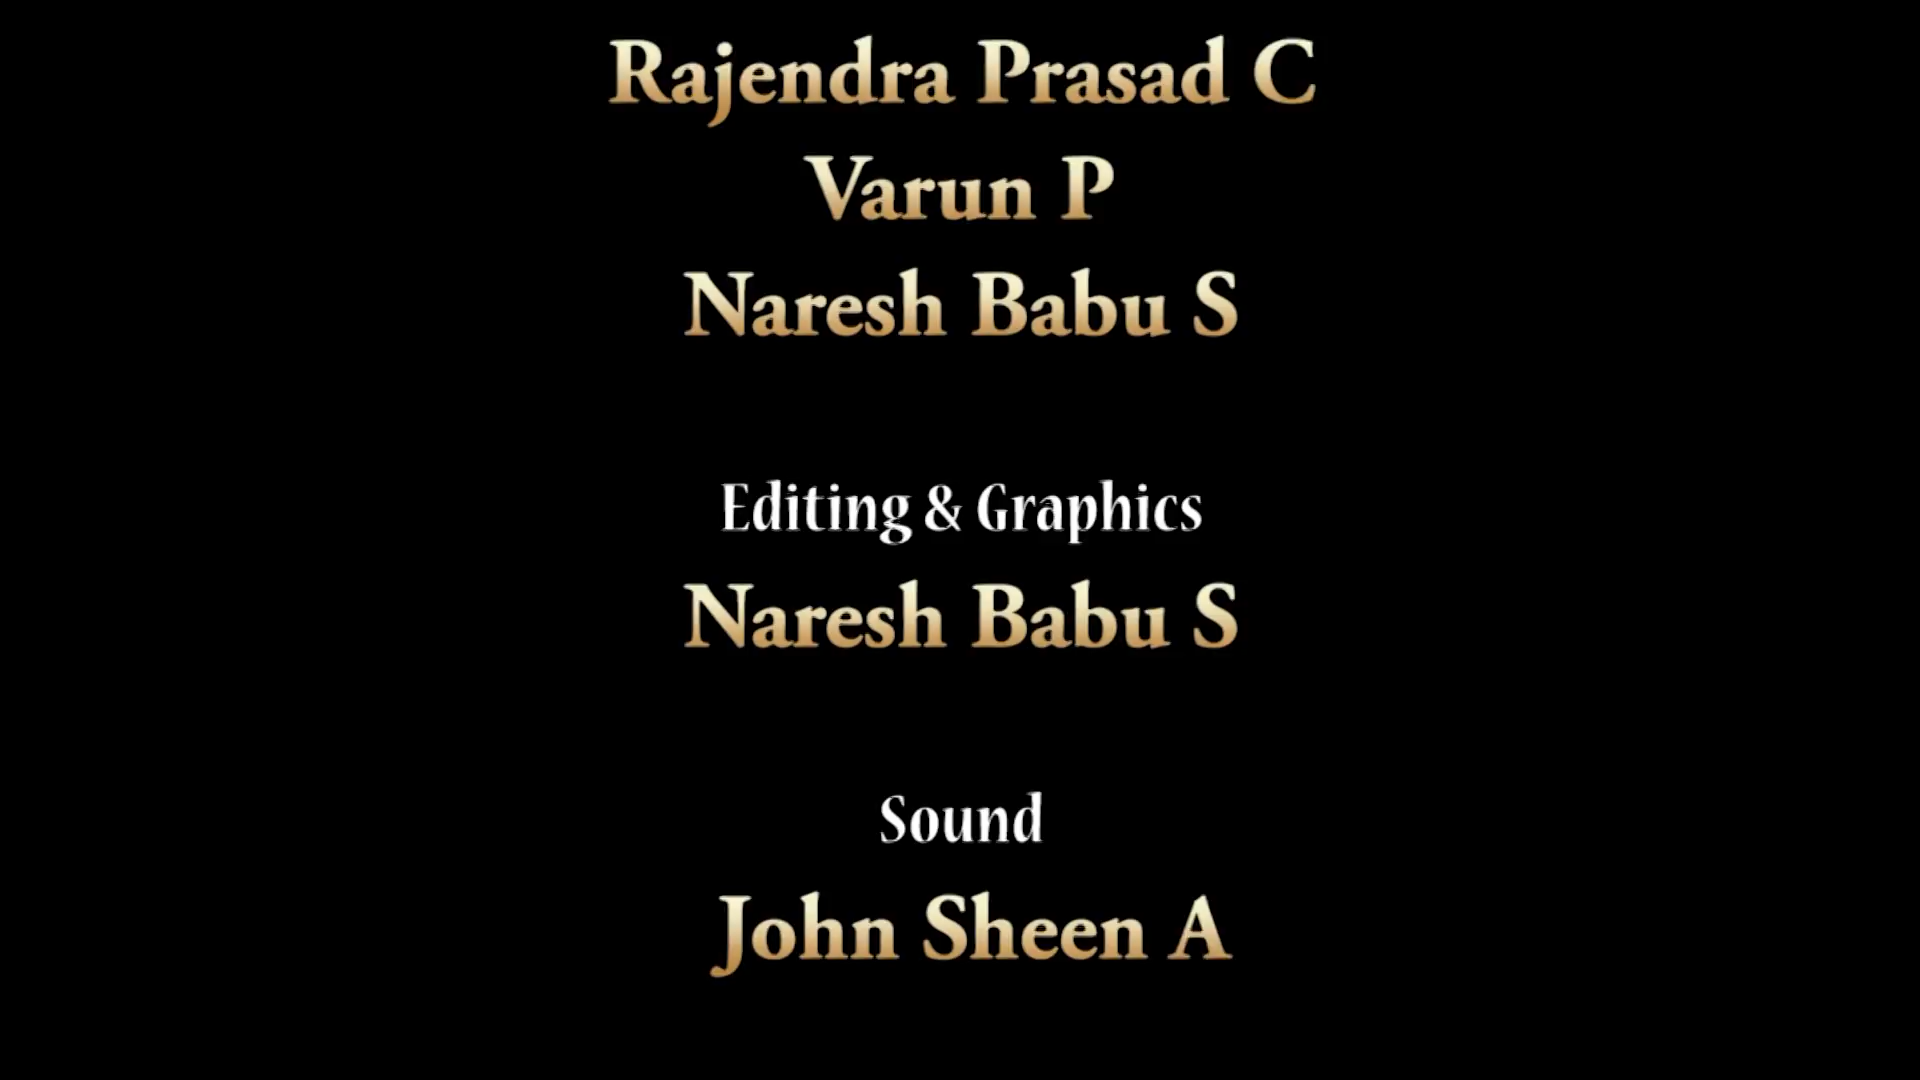 Rajendra Prasad C
Varun P
Naresh Babu S
Editing & Graphics
Naresh Babu S
Sound
John Sheen A